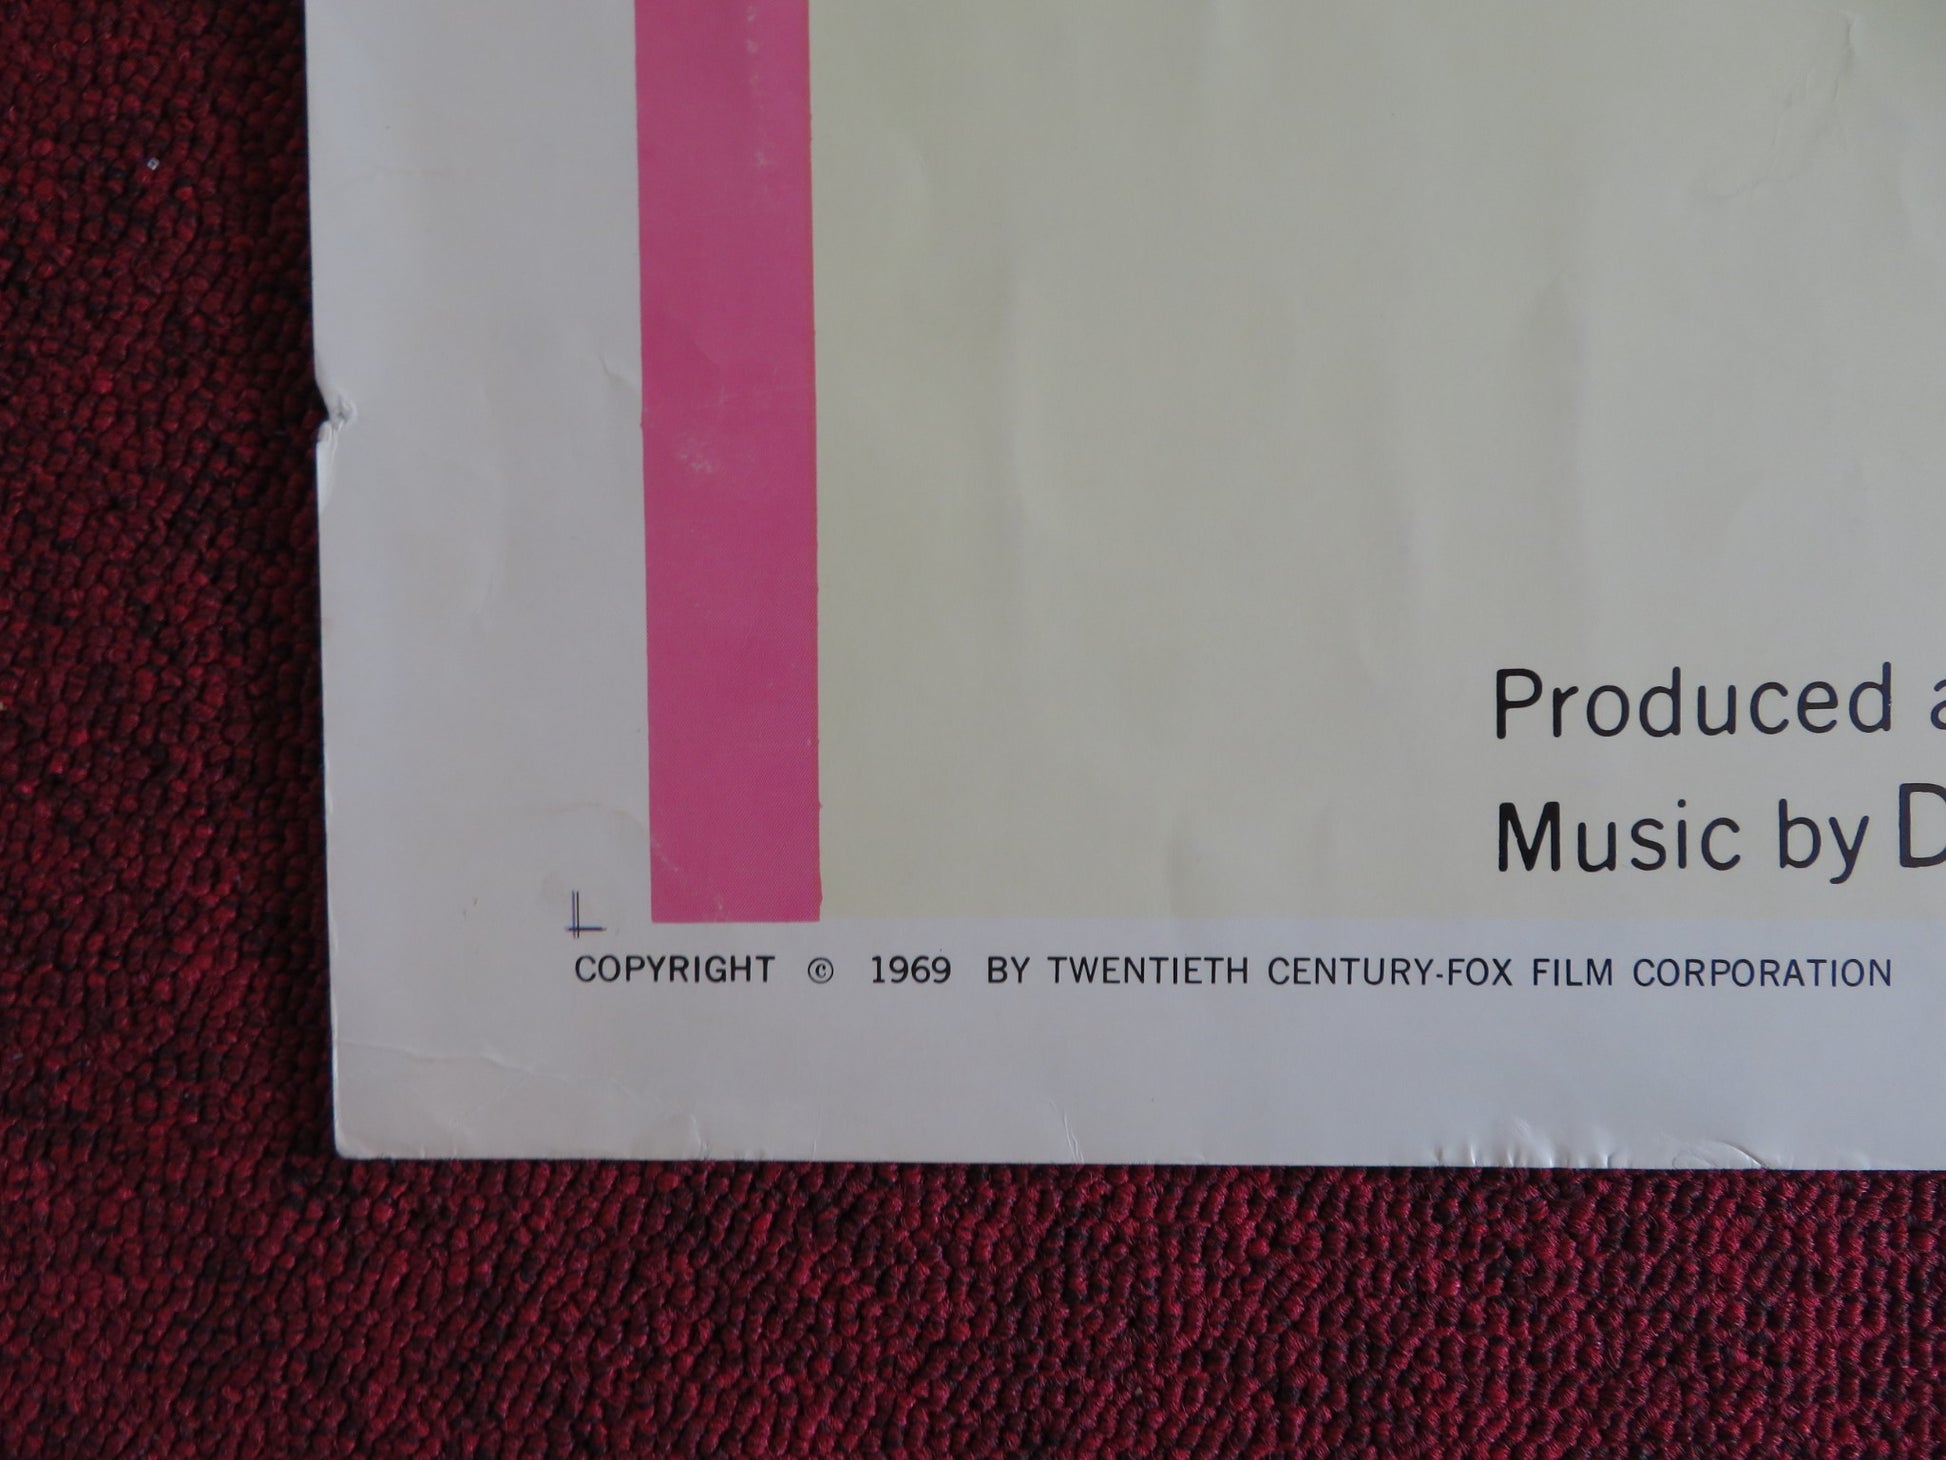 Produced
Music by
COPYRIGHT © 1969 BY TWENTIETH CENTURY-FOX FILM CORPORATION